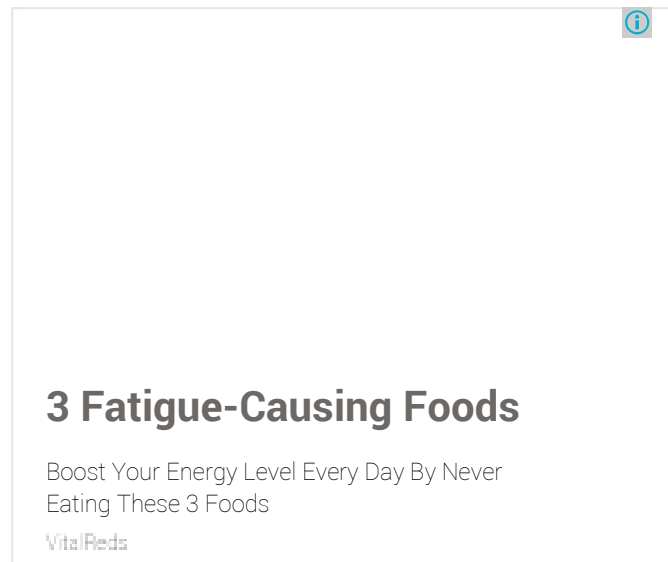 3 Fatigue-Causing Foods
Boost Your Energy Level Every Day By Never
Eating These 3 Foods
VitalReds